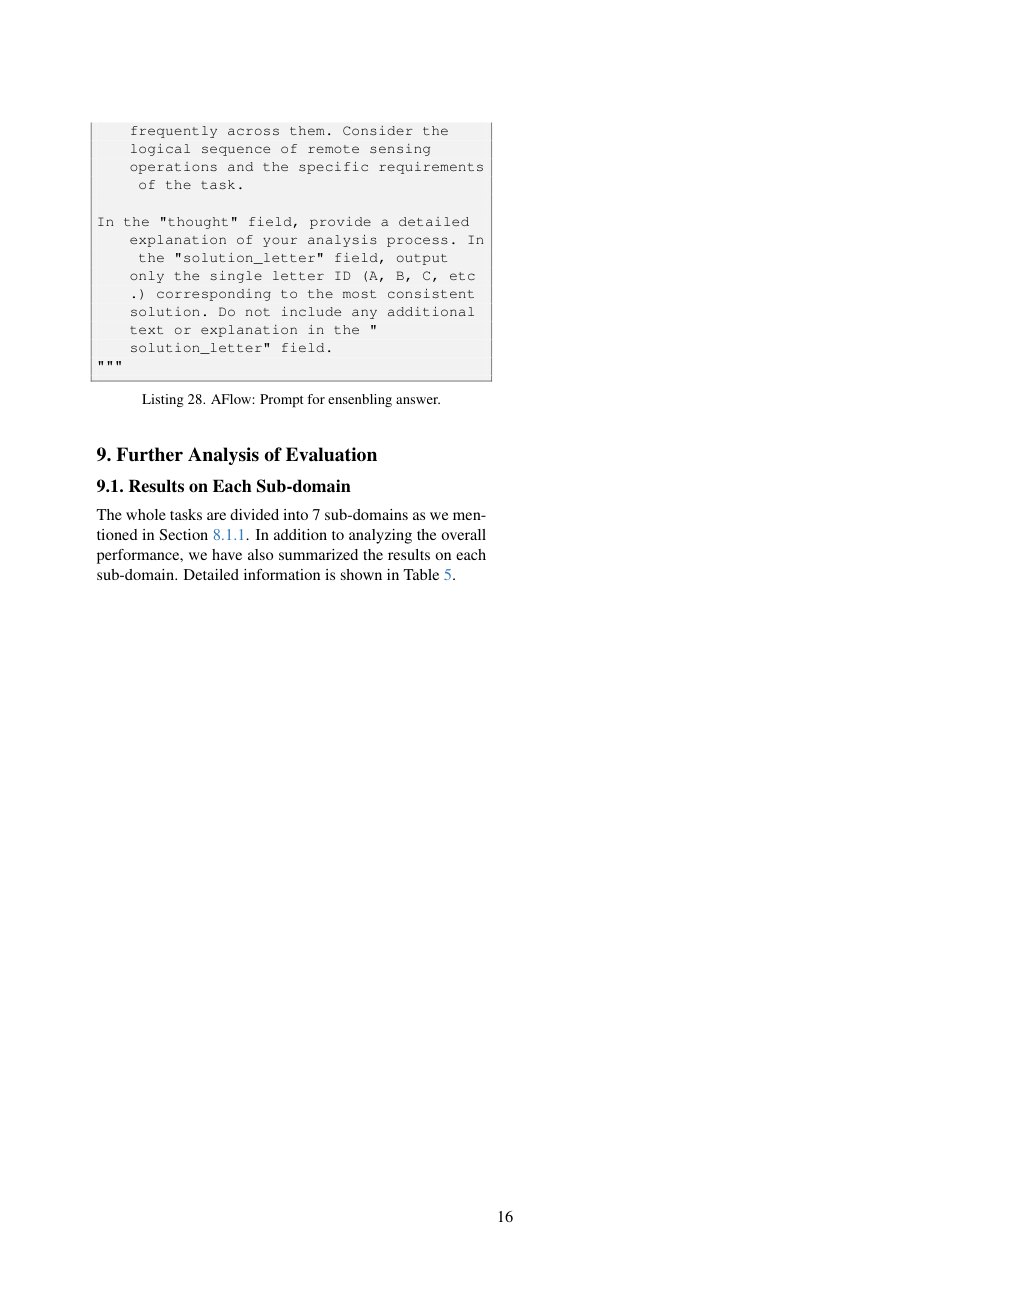 frequently across them. Consider the
logical sequence of remote sensing
operations and the specific requirements
of the task.
In the "thought" field, provide a detailed
explanation of your analysis process. In
the "solution_letter" field, output
only the single letter ID (A, B, C, etc
.) corresponding to the most consistent
solution. Do not include any additional
text or explanation in the "
solution_letter" field.
"""
Listing 28. AFlow: Prompt for ensenbling answer.
9. Further Analysis of Evaluation
9.1. Results on Each Sub-domain
The whole tasks are divided into 7 sub-domains as we men-
tioned in Section 8.1.1. In addition to analyzing the overall
performance, we have also summarized the results on each
sub-domain. Detailed information is shown in Table 5.
16